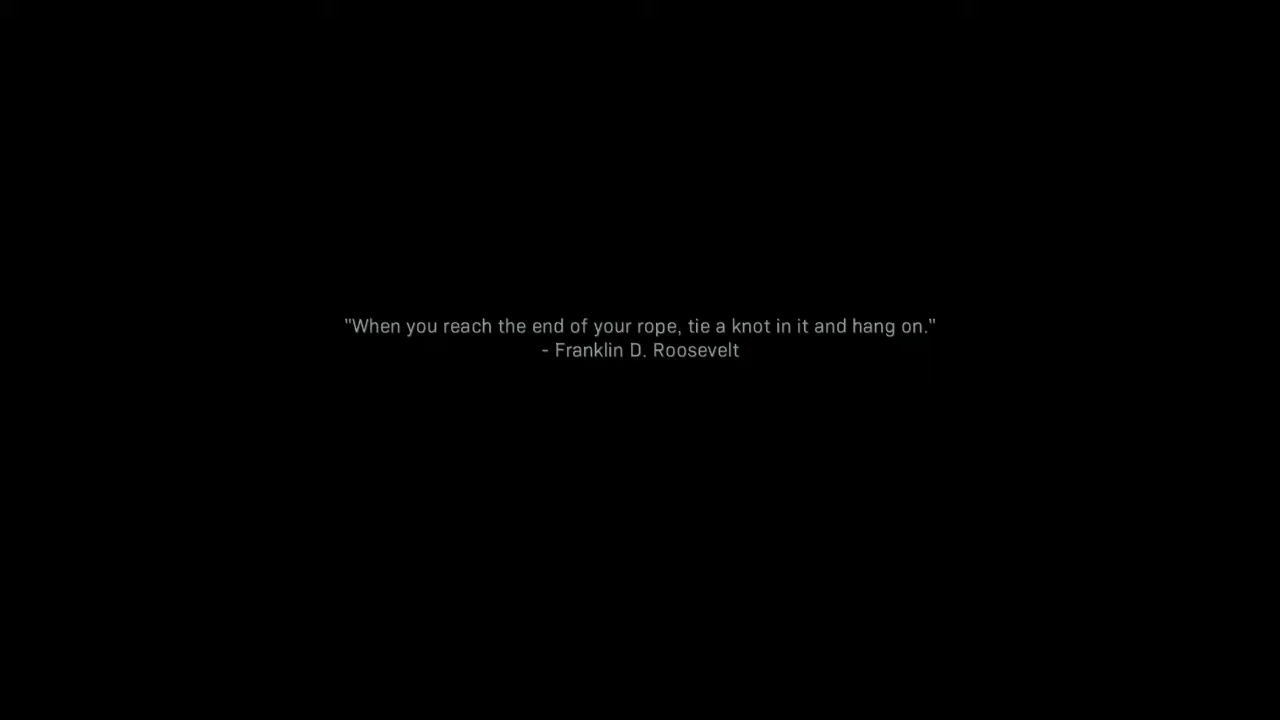 "When you reach the end of your rope, tie a knot in it and hang on."
- Franklin D. Roosevelt